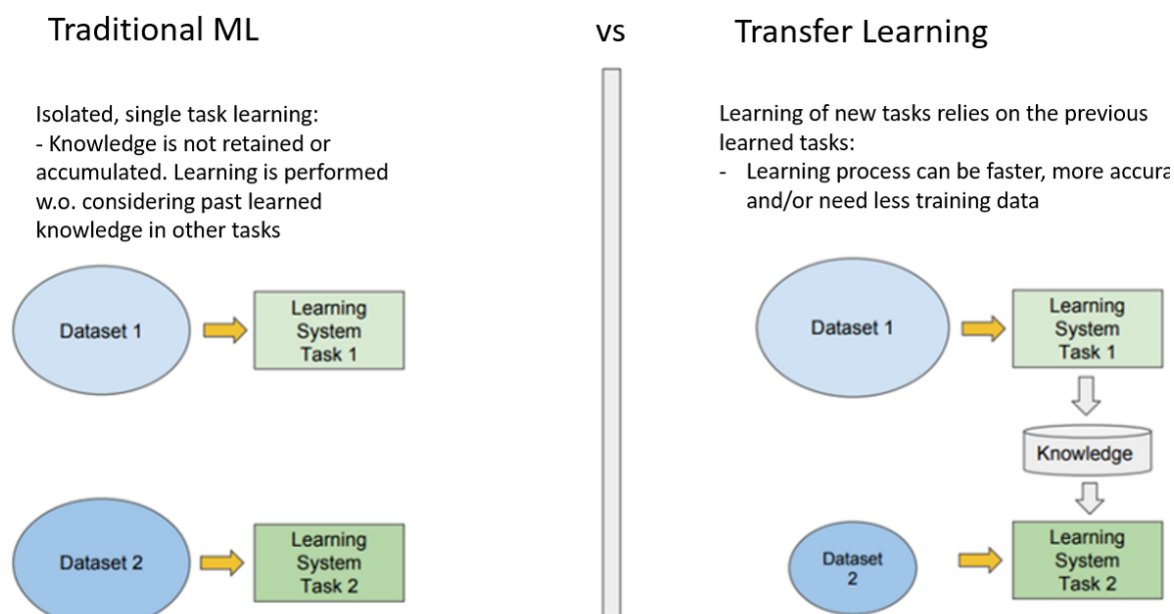 Traditional ML
vs
Transfer Learning
Isolated, single task learning:
- Knowledge is not retained or
accumulated. Learning is performed
w.o. considering past learned
knowledge in other tasks
Learning of new tasks relies on the previous
learned tasks:
- Learning process can be faster, more accura
and/or need less training data
Dataset 1
Learning
System
Task 1
Dataset 2
Learning
System
Task 2
Dataset 1
Learning
System
Task 1
Knowledge
Dataset
2
Learning
System
Task 2